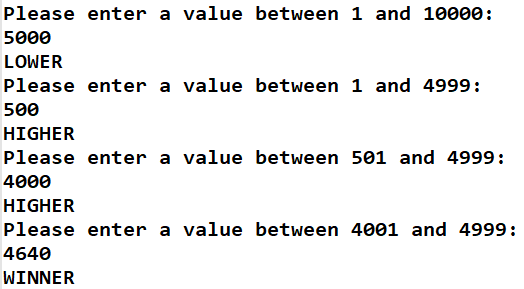 Please enter a value between 1 and 10000:
5000
LOWER
Please enter a value between 1 and 4999:
500
HIGHER
Please enter a value between 501 and 4999:
4000
HIGHER
Please enter a value between 4001 and 4999:
4640
WINNER